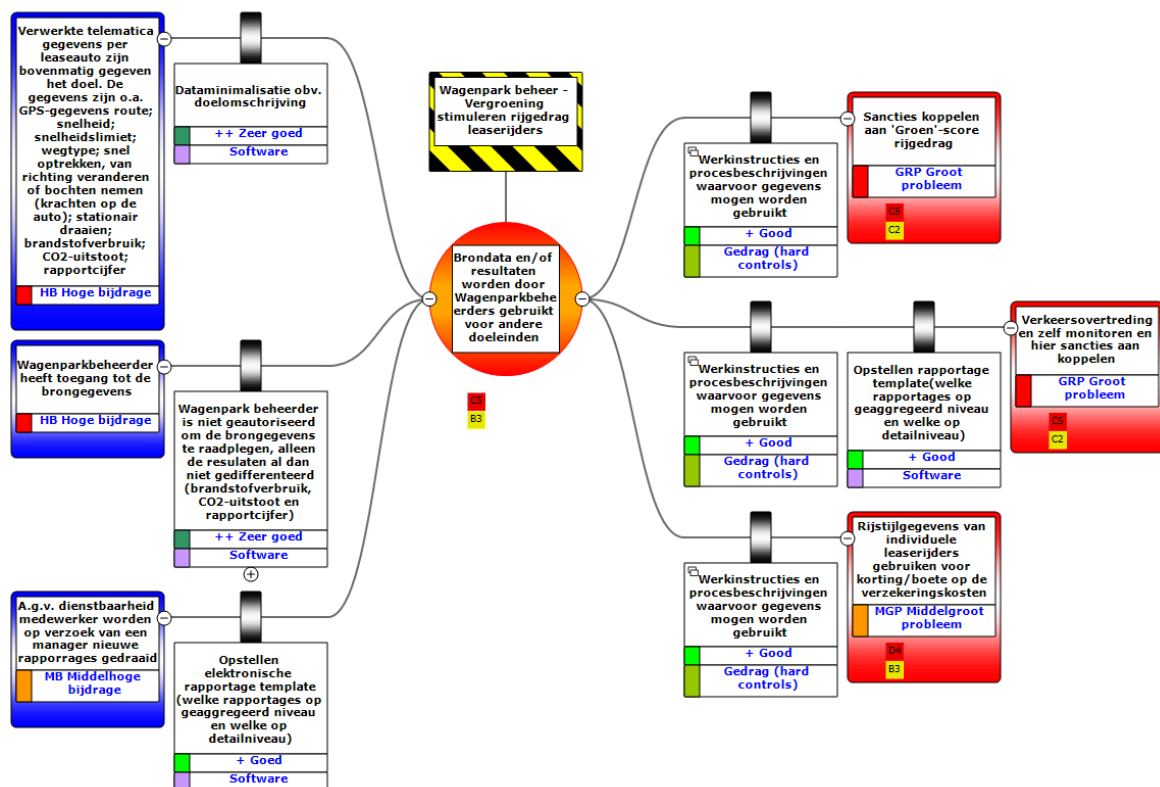 Verwerkte telematica
gegevens per
leaseauto zijn
bovenmatig gegeven
het doel. De
gegevens zijn o.a.
GPS-gegevens route;
snelheid;
snelheidslimiet;
wegtype; snel
optrekken, van
richting veranderen
of bochten nemen
(krachten op de
auto); stationair
draaien;
brandstofverbruik;
CO2-uitstoot;
rapportcijfer
HB Hoge bijdrage
Dataminimalisatie obv.
doelomschrijving
++ Zeer goed
Software
Wagenparkbeheerder
heeft toegang tot de
brongegevens
HB Hoge bijdrage
Wagenpark beheerder
is niet geautoriseerd
om de brongegevens
te raadplegen, alleen
de resulaten al dan
niet gedifferenteerd
(brandstofverbuik,
CO2-uitstoot en
rapportcijfer)
++ Zeer goed
Software
A.g.v. dienstbaarheid
medewerker worden
op verzoek van een
manager nieuwe
rapporrages gedraaid
MB Middelhoge
bijdrage
Opstellen
elektronische
rapportage template
(welke rapportages op
geaggregeerd niveau
en welke op
detailniveau)
+ Goed
Software
Wagenpark beheer -
Vergroening
stimuleren rijgedrag
leaserijders
Brondata en/of
resultaten
worden door
Wagenparkbehe
erders gebruikt
voor andere
doeleinden
C5
B3
Werkinstructies en
procesbeschrijvingen
waarvoor gegevens
mogen worden
gebruikt
+ Good
Gedrag (hard
controls)
Sancties koppelen
aan 'Groen'-score
rijgedrag
GRP Groot
probleem
C5
C2
Werkinstructies en
procesbeschrijvingen
waarvoor gegevens
mogen worden
gebruikt
+ Good
Gedrag (hard
controls)
Opstellen rapportage
template(welke
rapportages op
geaggregeerd niveau
en welke op
detailniveau)
+ Good
Software
Verkeersovertreding
en zelf monitoren en
hier sancties aan
koppelen
GRP Groot
probleem
C5
C2
Werkinstructies en
procesbeschrijvingen
waarvoor gegevens
mogen worden
gebruikt
+ Good
Gedrag (hard
controls)
Rijstijlgegevens van
individuele
leaserijders
gebruiken voor
korting/boete op de
verzekeringskosten
MGP Middelgroot
probleem
D4
B3